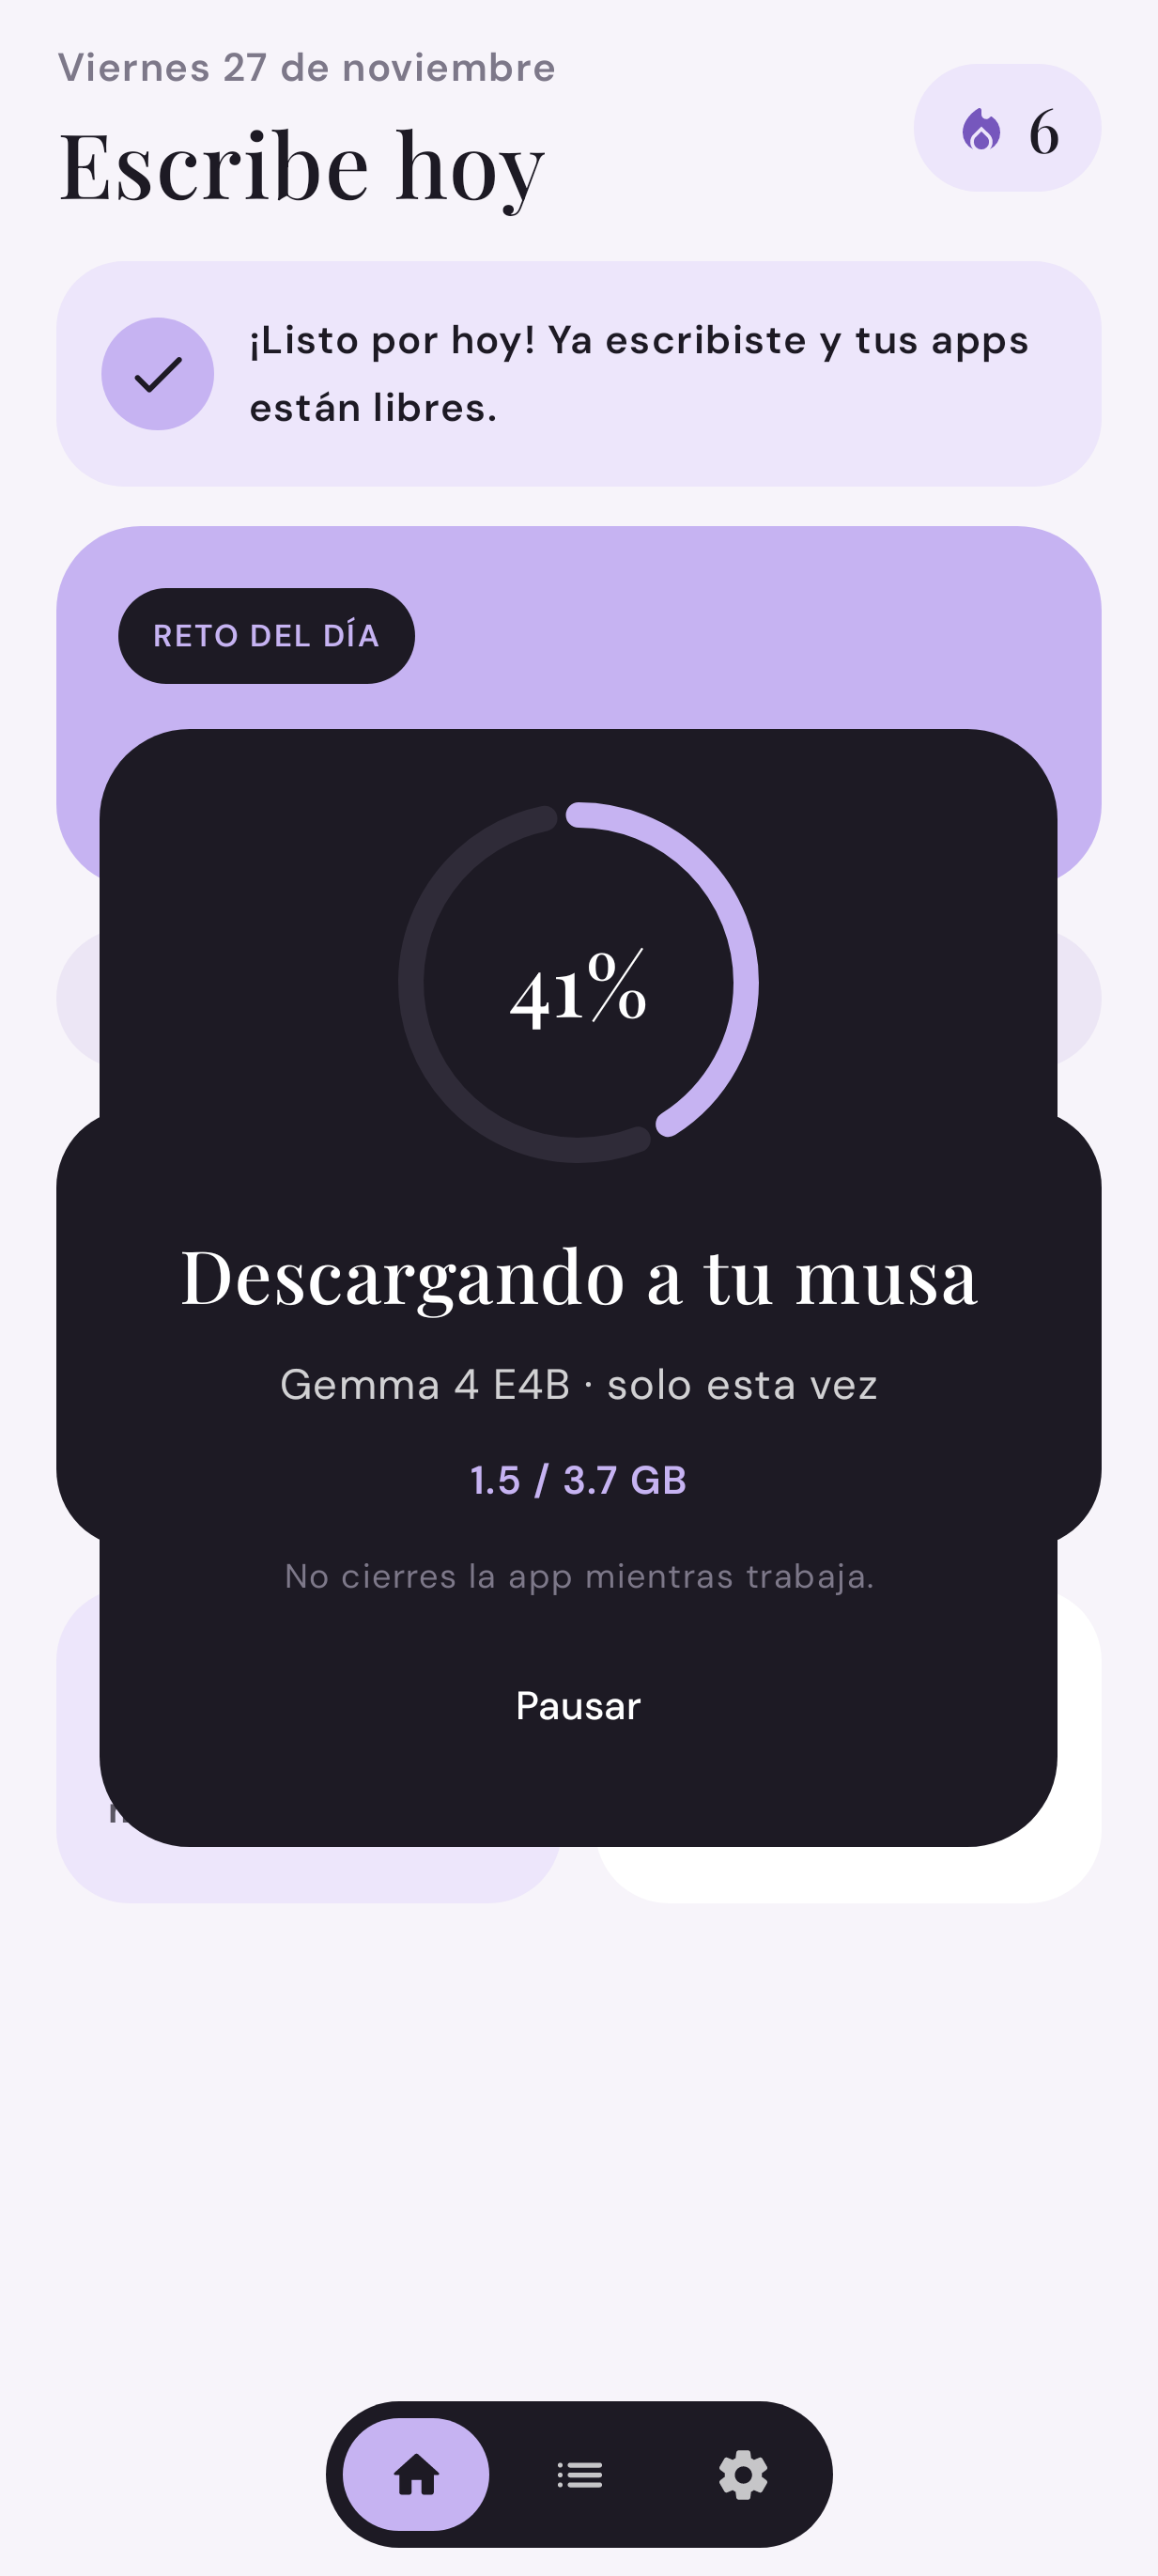 Viernes 27 de noviembre
Escribe hoy
6
¡Listo por hoy! Ya escribiste y tus apps
están libres.
RETO DEL DÍA
41%
Descargando a tu musa
Gemma 4 E4B · solo esta vez
1.5 / 3.7 GB
No cierres la app mientras trabaja.
Pausar